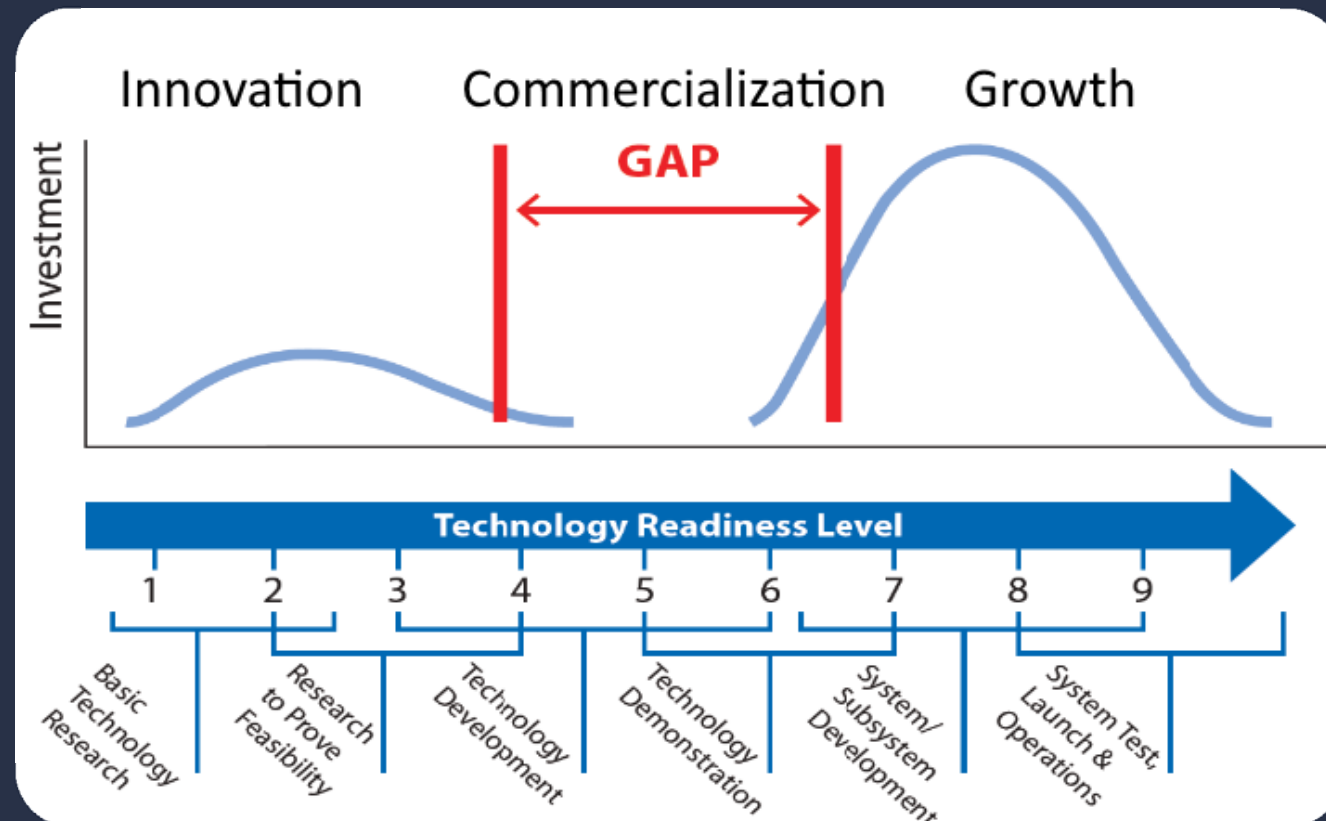 Innovation
Commercialization
Growth
Investment
GAP
Technology Readiness Level
1
2
3
4
5
6
7
8
9
Basic
Technology
Research
Research
to Prove
Feasibility
Technology
Development
Technology
Demonstration
System/
Subsystem
Development
System Test,
Launch &
Operations